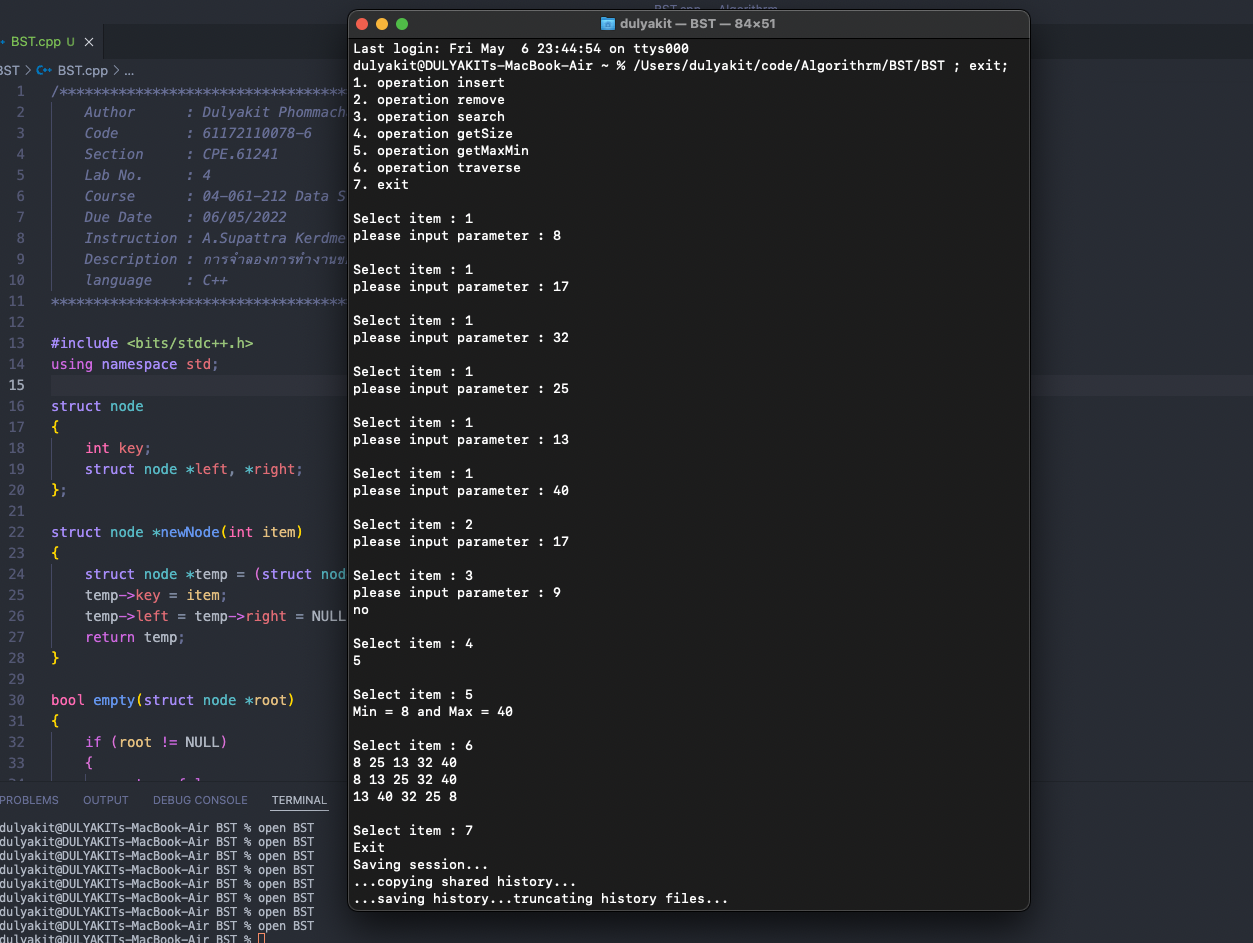 BST.cpp — Algorithrm
BST.cpp U
BST > BST.cpp > ...
1 /***********************************
2 Author : Dulyakit Phommach
3 Code : 61172110078-6
4 Section : CPE.61241
5 Lab No. : 4
6 Course : 04-061-212 Data S
7 Due Date : 06/05/2022
8 Instruction : A.Supattra Kerdme
9 Description : การจำลองการทำงานข
10 language : C++
11 ***********************************
12
13 #include <bits/stdc++.h>
14 using namespace std;
15
16 struct node
17 {
18 int key;
19 struct node *left, *right;
20 };
21
22 struct node *newNode(int item)
23 {
24 struct node *temp = (struct nod
25 temp->key = item;
26 temp->left = temp->right = NULL
27 return temp;
28 }
29
30 bool empty(struct node *root)
31 {
32 if (root != NULL)
33 {
PROBLEMS OUTPUT DEBUG CONSOLE TERMINAL
dulyakit@DULYAKITs-MacBook-Air BST % open BST
dulyakit@DULYAKITs-MacBook-Air BST % open BST
dulyakit@DULYAKITs-MacBook-Air BST % open BST
dulyakit@DULYAKITs-MacBook-Air BST % open BST
dulyakit@DULYAKITs-MacBook-Air BST % open BST
dulyakit@DULYAKITs-MacBook-Air BST % open BST
dulyakit@DULYAKITs-MacBook-Air BST % open BST
dulyakit@DULYAKITs-MacBook-Air BST % open BST
dulyakit@DULYAKITs-MacBook-Air BST %
dulyakit — BST — 84×51
Last login: Fri May  6 23:44:54 on ttys000
dulyakit@DULYAKITs-MacBook-Air ~ % /Users/dulyakit/code/Algorithrm/BST/BST ; exit;
1. operation insert
2. operation remove
3. operation search
4. operation getSize
5. operation getMaxMin
6. operation traverse
7. exit
Select item : 1
please input parameter : 8
Select item : 1
please input parameter : 17
Select item : 1
please input parameter : 32
Select item : 1
please input parameter : 25
Select item : 1
please input parameter : 13
Select item : 1
please input parameter : 40
Select item : 2
please input parameter : 17
Select item : 3
please input parameter : 9
no
Select item : 4
5
Select item : 5
Min = 8 and Max = 40
Select item : 6
8 25 13 32 40
8 13 25 32 40
13 40 32 25 8
Select item : 7
Exit
Saving session...
...copying shared history...
...saving history...truncating history files...